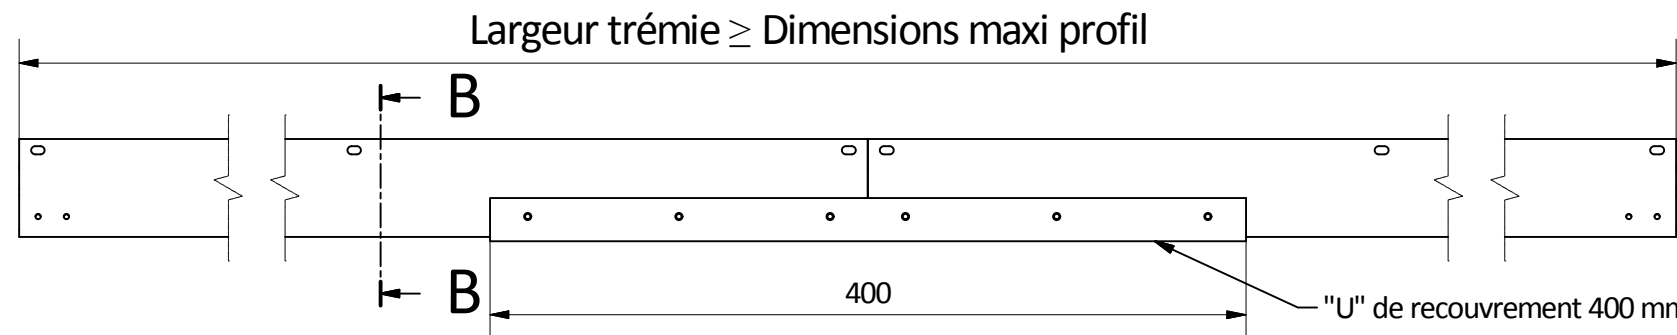 Largeur trémie ≥ Dimensions maxi profil
B
B
400
"U" de recouvrement 400 mm